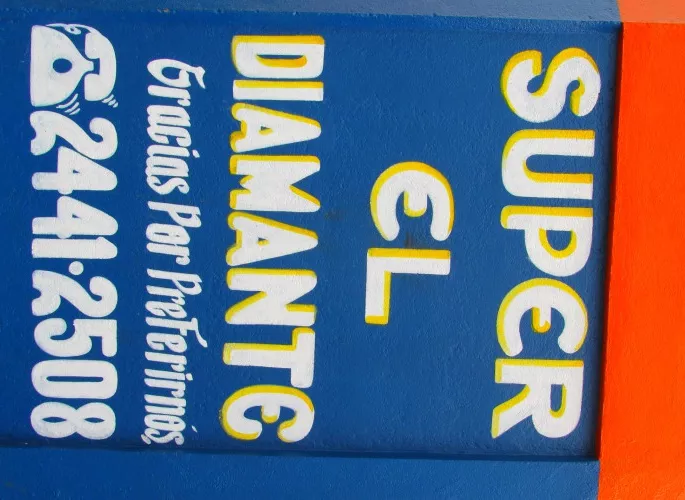 SUPER
EL
DIAMANTE
Gracias Por Preferirnos,
2441·2508